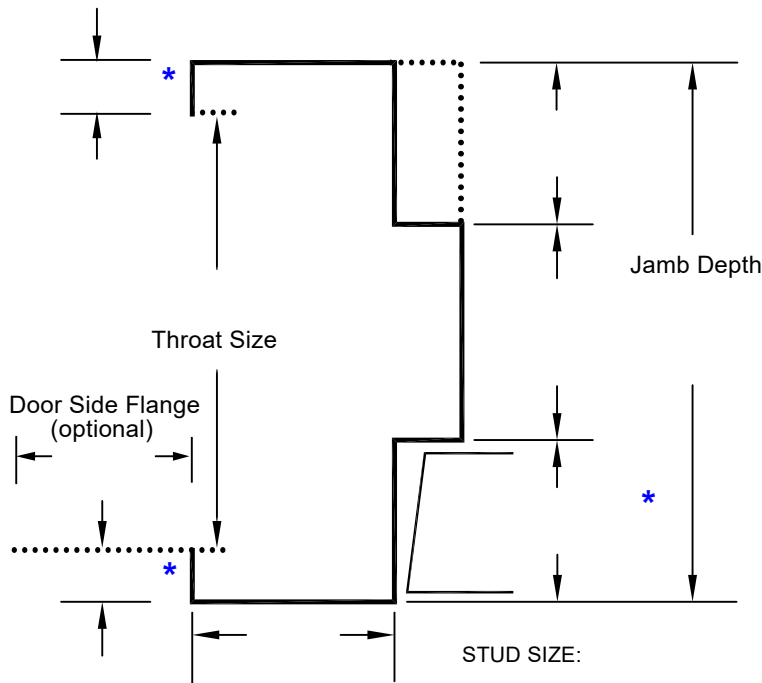 *
Jamb Depth
Throat Size
Door Side Flange
(optional)
*
*
STUD SIZE: